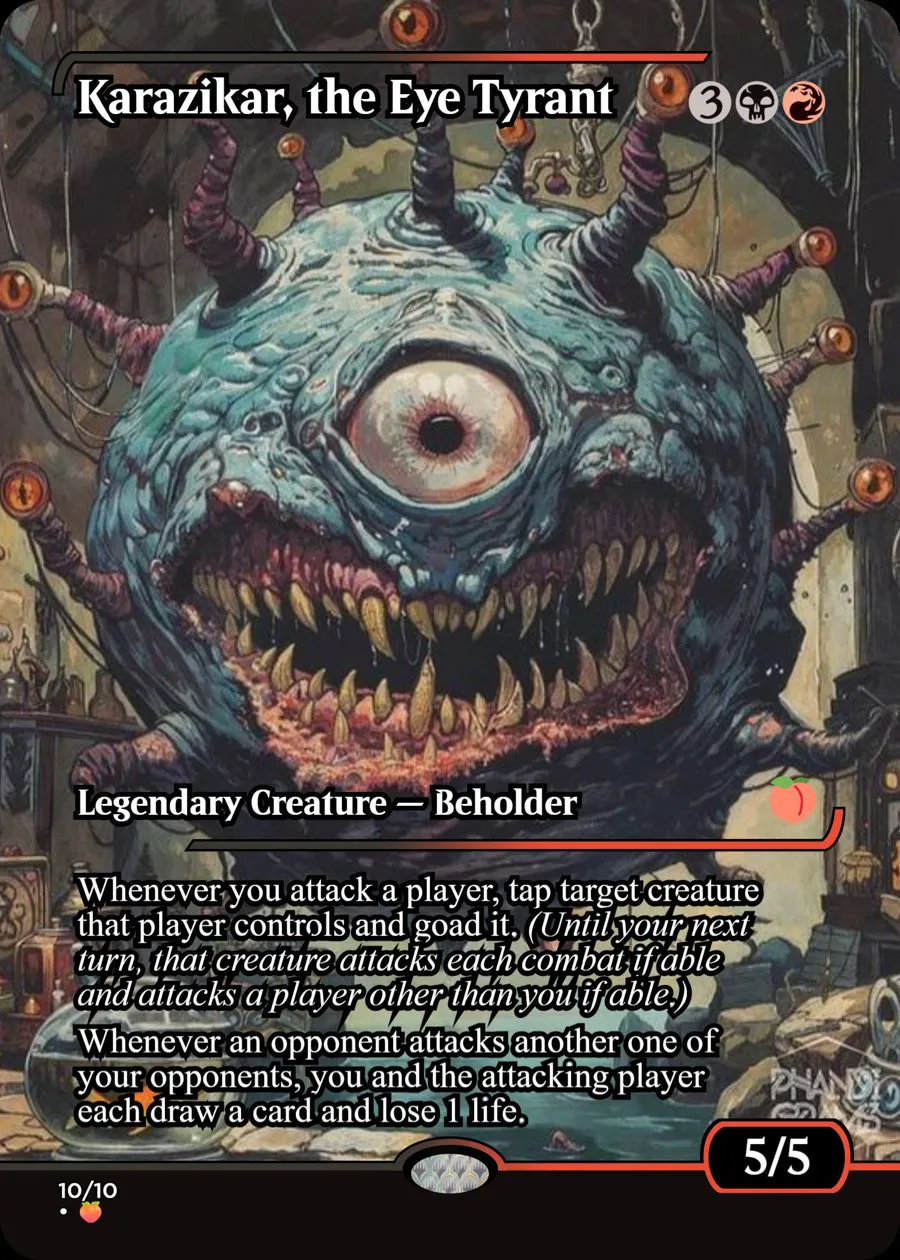 Karazikar, the Eye Tyrant 3
Legendary Creature — Beholder
Whenever you attack a player, tap target creature
that player controls and goad it. (Until your next
turn, that creature attacks each combat if able
and attacks a player other than you if able.)
Whenever an opponent attacks another one of
your opponents, you and the attacking player
each draw a card and lose 1 life.
5/5
10/10